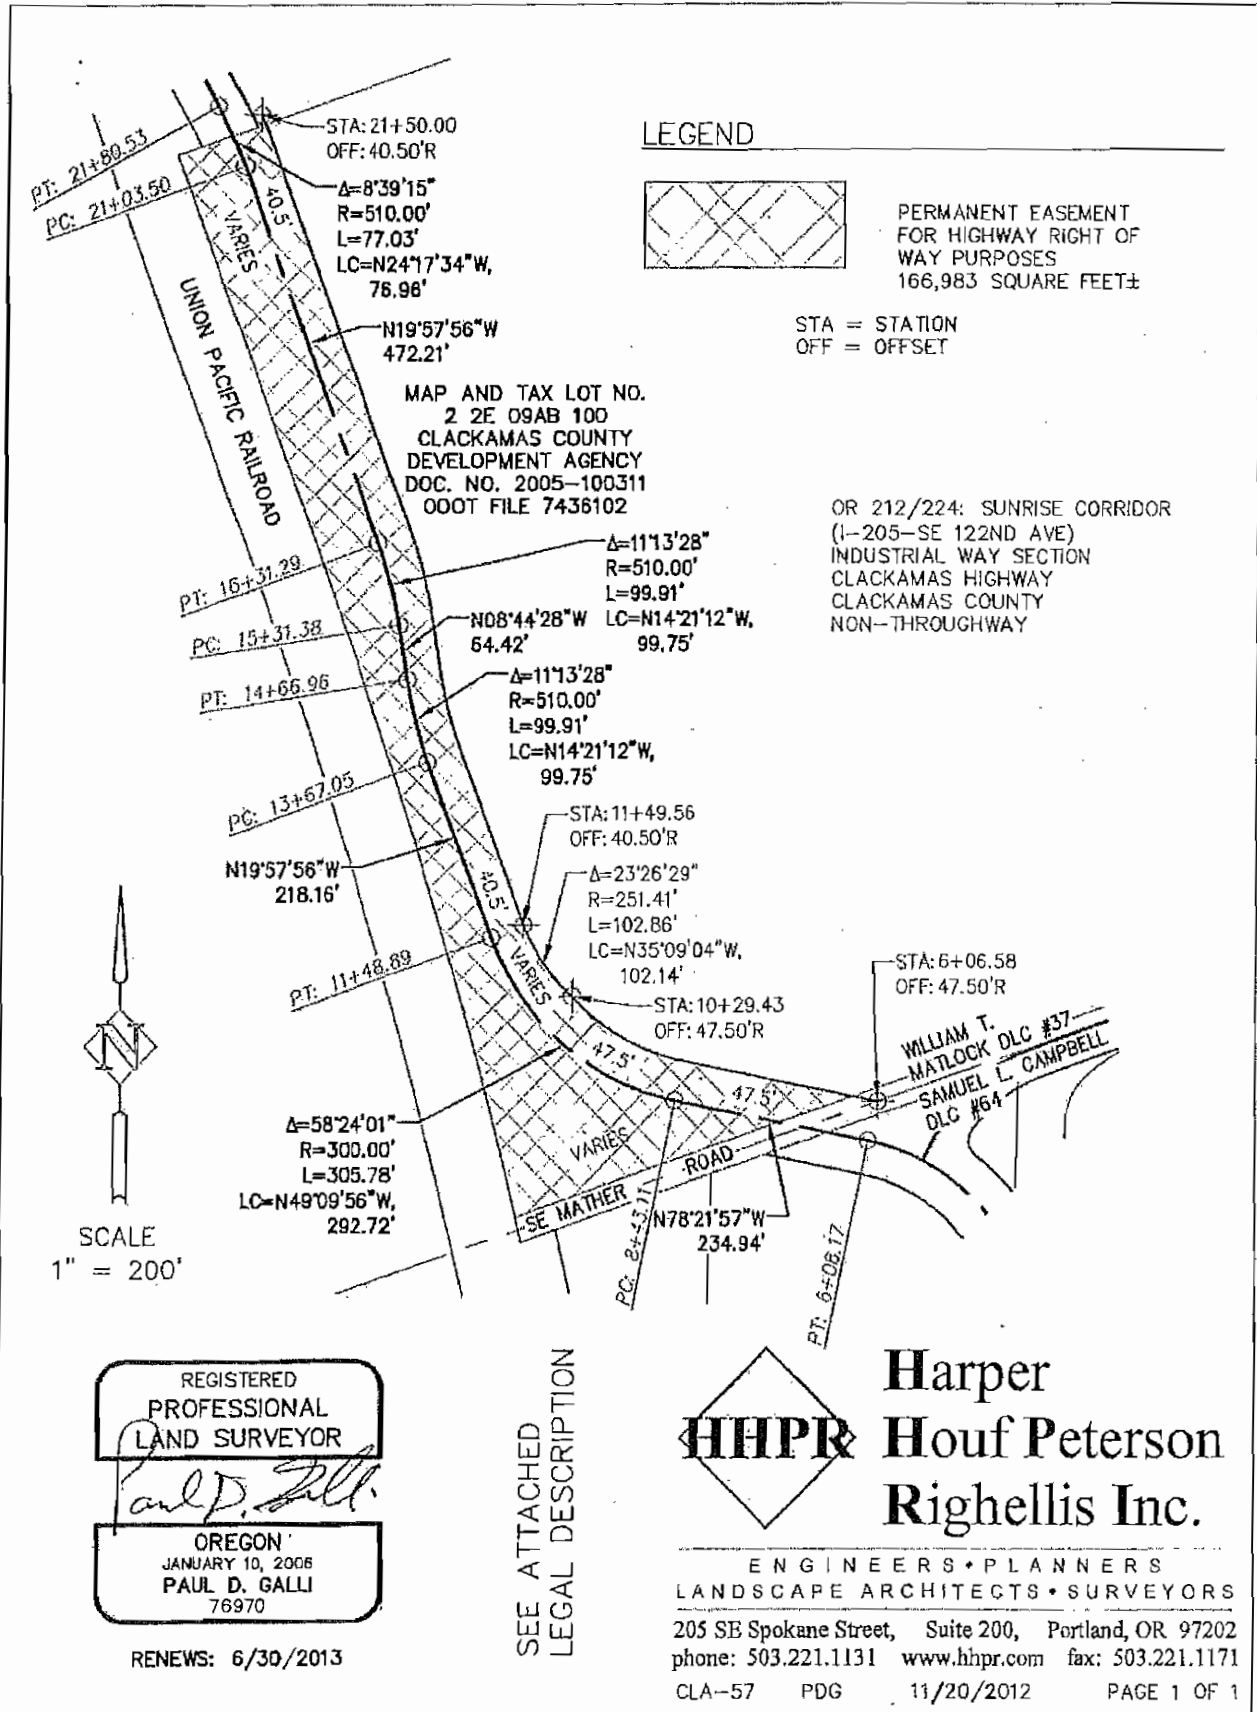 STA: 21+50.00
OFF: 40.50'R
PT: 21+80.53
PC: 21+03.50
Δ=8°39'15"
R=510.00'
L=77.03'
LC=N24°17'34"W,
76.96'
40.5'
VARIES
N19°57'56"W
472.21'
UNION PACIFIC RAILROAD
LEGEND
PERMANENT EASEMENT
FOR HIGHWAY RIGHT OF
WAY PURPOSES
166,983 SQUARE FEET±
STA = STATION
OFF = OFFSET
MAP AND TAX LOT NO.
2 2E 09AB 100
CLACKAMAS COUNTY
DEVELOPMENT AGENCY
DOC. NO. 2005-100311
ODOT FILE 7436102
OR 212/224: SUNRISE CORRIDOR
(I-205-SE 122ND AVE)
INDUSTRIAL WAY SECTION
CLACKAMAS HIGHWAY
CLACKAMAS COUNTY
NON-THROUGHWAY
Δ=11°13'28"
R=510.00'
L=99.91'
LC=N14°21'12"W,
99.75'
PT: 16+31.29
PC: 15+31.38
N08°44'28"W
64.42'
PT: 14+66.96
Δ=11°13'28"
R=510.00'
L=99.91'
LC=N14°21'12"W,
99.75'
PC: 13+67.05
STA: 11+49.56
OFF: 40.50'R
N19°57'56"W
218.16'
40.5'
Δ=23°26'29"
R=251.41'
L=102.86'
LC=N35°09'04"W,
102.14'
VARIES
PT: 11+48.89
STA: 6+06.58
OFF: 47.50'R
STA: 10+29.43
OFF: 47.50'R
WILLIAM T.
MATLOCK DLC #37
SAMUEL L. CAMPBELL
DLC #64
47.5'
47.5'
Δ=58°24'01"
R=300.00'
L=305.78'
LC=N49°09'56"W,
292.72'
VARIES
SE MATHER ROAD
N78°21'57"W
234.94'
PC: 8+43.11
PT: 6+08.17
N
SCALE
1" = 200'
REGISTERED
PROFESSIONAL
LAND SURVEYOR
Paul D. Galli
OREGON
JANUARY 10, 2006
PAUL D. GALLI
76970
RENEWS: 6/30/2013
SEE ATTACHED
LEGAL DESCRIPTION
HHPR
Harper
Houf Peterson
Righellis Inc.
ENGINEERS•PLANNERS
LANDSCAPE ARCHITECTS•SURVEYORS
205 SE Spokane Street, Suite 200, Portland, OR 97202
phone: 503.221.1131 www.hhpr.com fax: 503.221.1171
CLA-57 PDG 11/20/2012 PAGE 1 OF 1